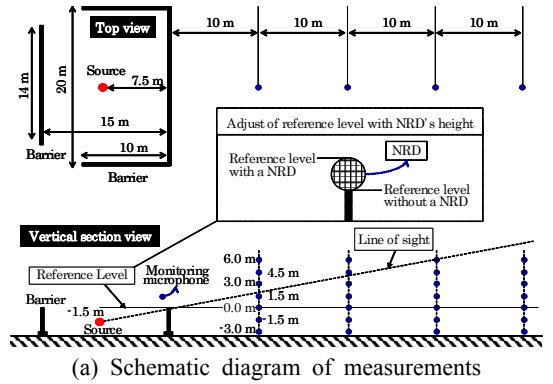 Top view
10 m 10 m 10 m 10 m
Source
7.5 m
14 m
20 m
15 m
10 m
Barrier
Barrier
Adjust of reference level with NRD's height
Reference level
with a NRD
NRD
Reference level
without a NRD
Vertical section view
Line of sight
Reference Level
Monitoring
microphone
Barrier
-1.5 m
Source
6.0 m
4.5 m
3.0 m
1.5 m
0.0 m
-1.5 m
-3.0 m
(a) Schematic diagram of measurements